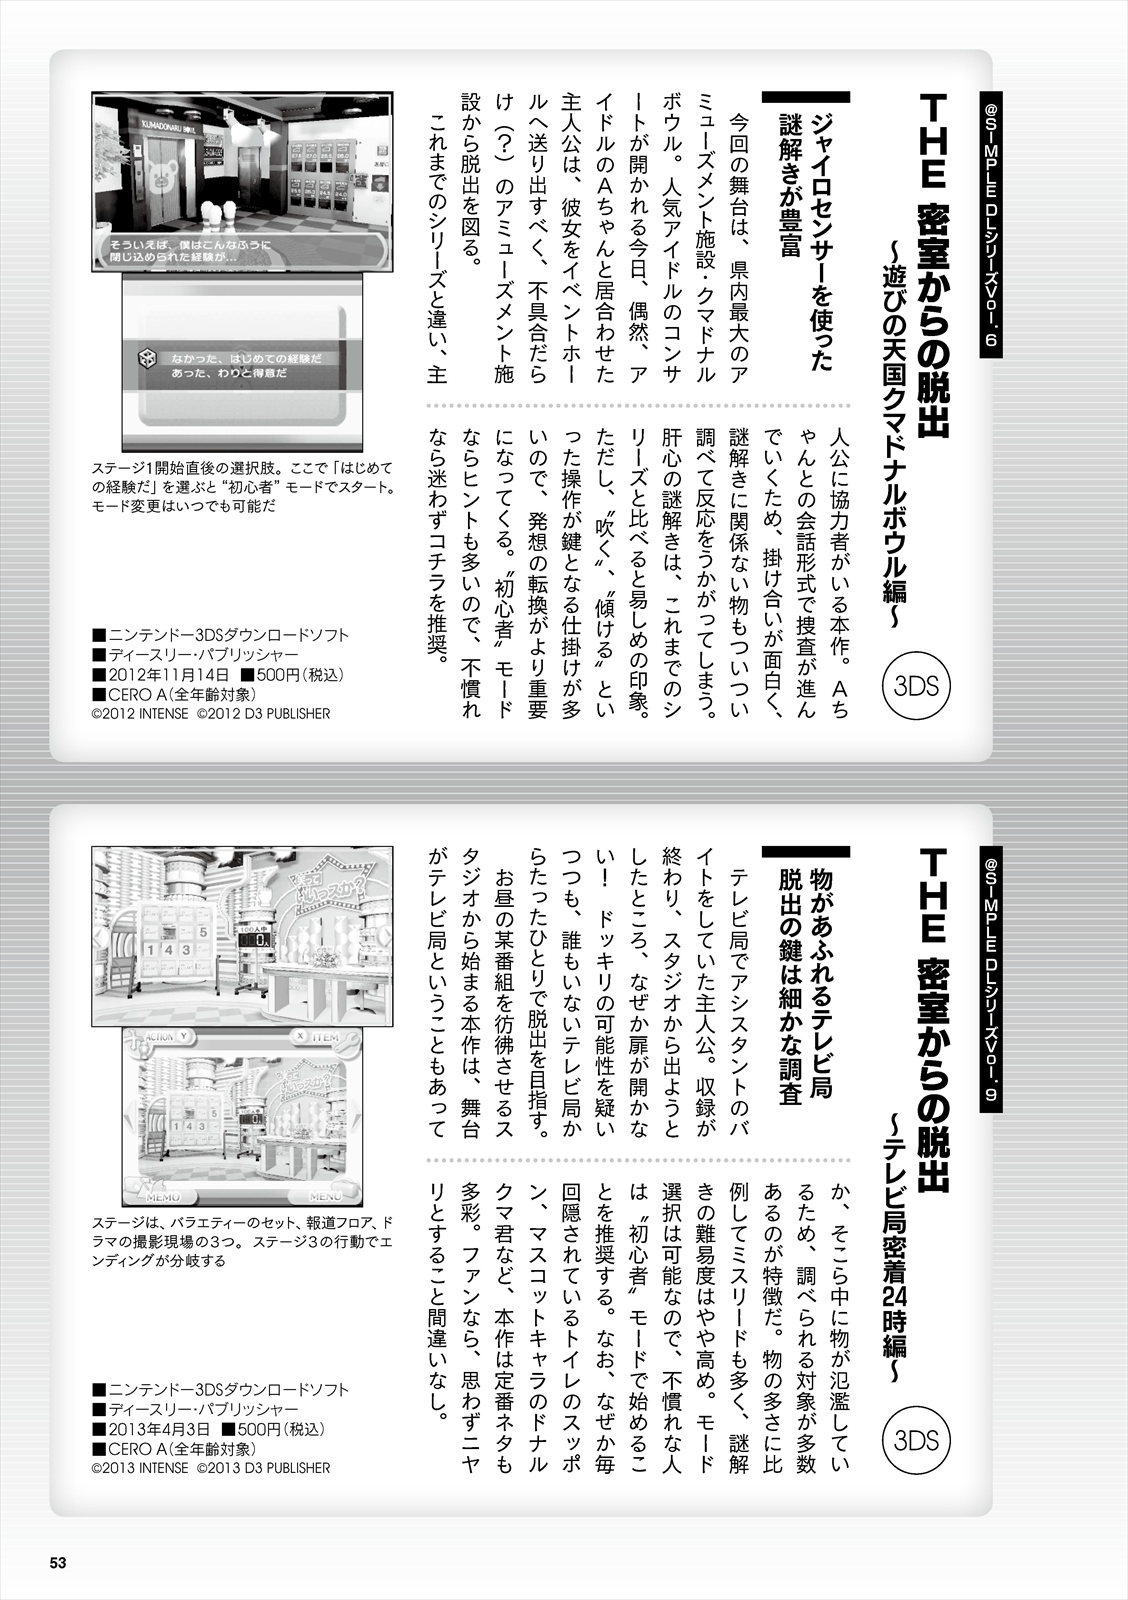 @SIMPLE DLシリーズVol.6
THE 密室からの脱出
～遊びの天国クマドナルボウル編～
3DS
ジャイロセンサーを使った
謎解きが豊富
　今回の舞台は、県内最大のア
ミューズメント施設・クマドナル
ボウル。人気アイドルのコンサ
ートが開かれる今日、偶然、ア
イドルのAちゃんと居合わせた
主人公は、彼女をイベントホー
ルへ送り出すべく、不具合だら
け（？）のアミューズメント施
設から脱出を図る。
　これまでのシリーズと違い、主
人公に協力者がいる本作。Aち
ゃんとの会話形式で捜査が進ん
でいくため、掛け合いが面白く、
謎解きに関係ない物もついつい
調べて反応をうかがってしまう。
肝心の謎解きは、これまでのシ
リーズと比べると易しめの印象。
ただし、〝吹く〟、〝傾ける〟とい
った操作が鍵となる仕掛けが多
いので、発想の転換がより重要
になってくる。〝初心者〟モード
ならヒントも多いので、不慣れ
なら迷わずコチラを推奨。
KUMADONARU BOWL
そういえば、僕はこんなふうに
閉じ込められた経験が…
なかった、はじめての経験だ
あった、わりと得意だ
ステージ1開始直後の選択肢。ここで「はじめて
の経験だ」を選ぶと“初心者”モードでスタート。
モード変更はいつでも可能だ
■ニンテンドー3DSダウンロードソフト
■ディースリー・パブリッシャー
■2012年11月14日　■500円（税込）
■CERO A（全年齢対象）
©2012 INTENSE ©2012 D3 PUBLISHER
@SIMPLE DLシリーズVol.9
THE 密室からの脱出
～テレビ局密着24時編～
3DS
物があふれるテレビ局
脱出の鍵は細かな調査
　テレビ局でアシスタントのバ
イトをしていた主人公。収録が
終わり、スタジオから出ようと
したところ、なぜか扉が開かな
い！　ドッキリの可能性を疑い
つつも、誰もいないテレビ局か
らたったひとりで脱出を目指す。
　お昼の某番組を彷彿させるス
タジオから始まる本作は、舞台
がテレビ局ということもあって
か、そこら中に物が氾濫してい
るため、調べられる対象が多数
あるのが特徴だ。物の多さに比
例してミスリードも多く、謎解
きの難易度はやや高め。モード
選択は可能なので、不慣れな人
は〝初心者〟モードで始めるこ
とを推奨する。なお、なぜか毎
回隠されているトイレのスッポ
ン、マスコットキャラのドナル
クマ君など、本作は定番ネタも
多彩。ファンなら、思わずニヤ
リとすること間違いなし。
いいっスか?
5
1 4 3
100人中
0人
ACTION Y
X ITEM
いいっスか?
5
1 4 3
100人中
0人
MEMO
MENU
ステージは、バラエティーのセット、報道フロア、ド
ラマの撮影現場の3つ。ステージ3の行動でエ
ンディングが分岐する
■ニンテンドー3DSダウンロードソフト
■ディースリー・パブリッシャー
■2013年4月3日　■500円（税込）
■CERO A（全年齢対象）
©2013 INTENSE ©2013 D3 PUBLISHER
53